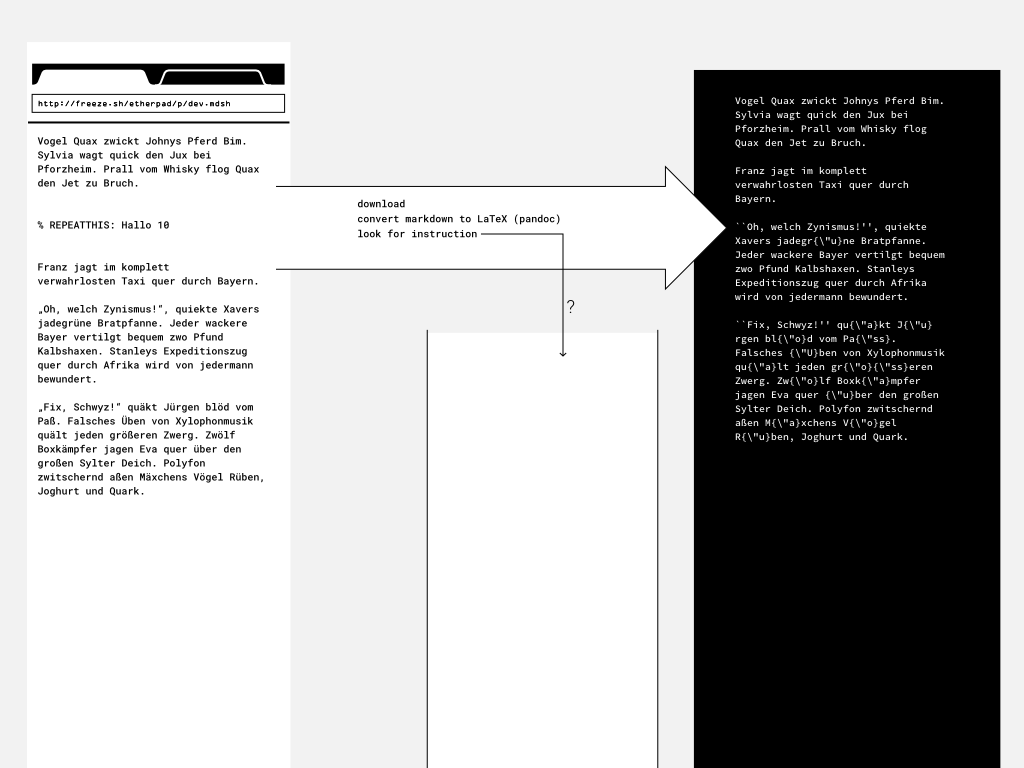 http://freeze.sh/etherpad/p/dev.mdsh
Vogel Quax zwickt Johnys Pferd Bim.
Sylvia wagt quick den Jux bei
Pforzheim. Prall vom Whisky flog Quax
den Jet zu Bruch.
% REPEATTHIS: Hallo 10
Franz jagt im komplett
verwahrlosten Taxi quer durch Bayern.
„Oh, welch Zynismus!“, quiekte Xavers
jadegrüne Bratpfanne. Jeder wackere
Bayer vertilgt bequem zwo Pfund
Kalbshaxen. Stanleys Expeditionszug
quer durch Afrika wird von jedermann
bewundert.
„Fix, Schwyz!“ quäkt Jürgen blöd vom
Paß. Falsches Üben von Xylophonmusik
quält jeden größeren Zwerg. Zwölf
Boxkämpfer jagen Eva quer über den
großen Sylter Deich. Polyfon
zwitschernd aßen Mäxchens Vögel Rüben,
Joghurt und Quark.
download
convert markdown to LaTeX (pandoc)
look for instruction
?
Vogel Quax zwickt Johnys Pferd Bim.
Sylvia wagt quick den Jux bei
Pforzheim. Prall vom Whisky flog
Quax den Jet zu Bruch.
Franz jagt im komplett
verwahrlosten Taxi quer durch
Bayern.
``Oh, welch Zynismus!'', quiekte
Xavers jadegr{\"u}ne Bratpfanne.
Jeder wackere Bayer vertilgt bequem
zwo Pfund Kalbshaxen. Stanleys
Expeditionszug quer durch Afrika
wird von jedermann bewundert.
``Fix, Schwyz!'' qu{\"a}kt J{\"u}
rgen bl{\"o}d vom Pa{\"ss}.
Falsches {\"U}ben von Xylophonmusik
qu{\"a}lt jeden gr{\"o}{\"ss}eren
Zwerg. Zw{\"o}lf Boxk{\"a}mpfer
jagen Eva quer {\"u}ber den großen
Sylter Deich. Polyfon zwitschernd
aßen M{\"a}xchens V{\"o}gel
R{\"u}ben, Joghurt und Quark.